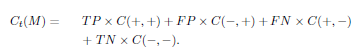 C_t(M) = TP × C(+, +) + FP × C(−, +) + FN × C(+, −)
+ TN × C(−, −).